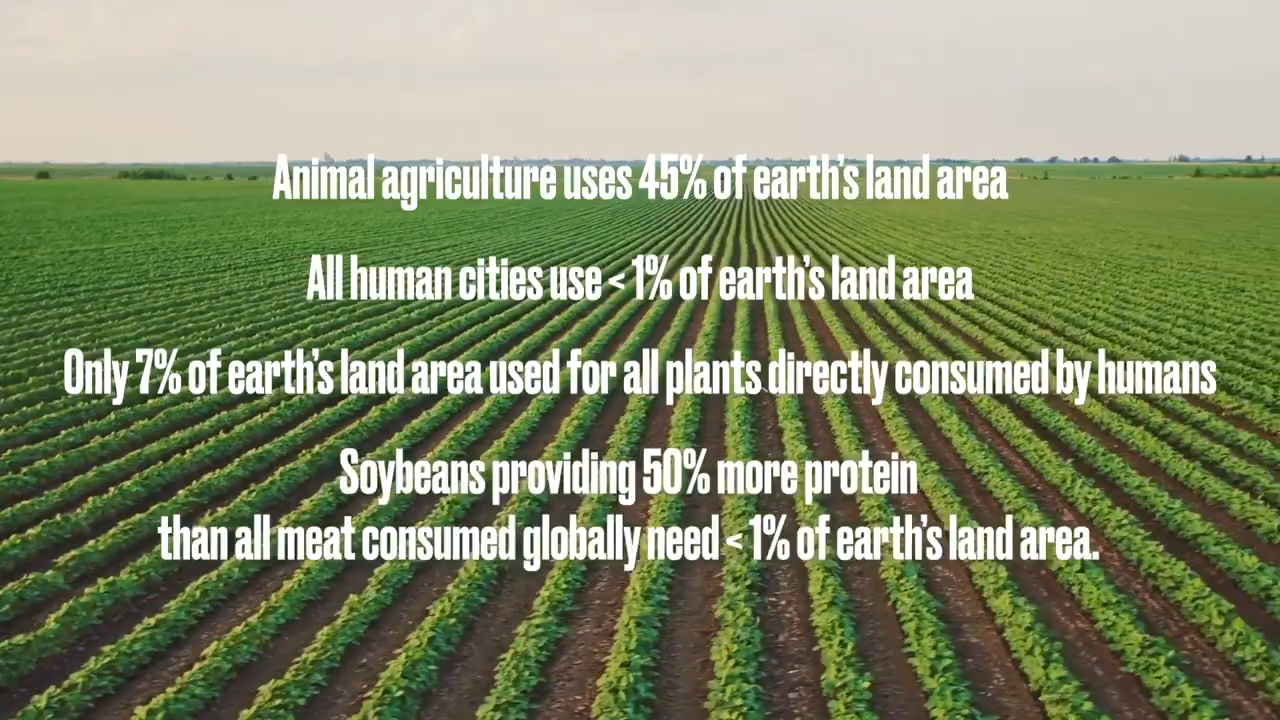 Animal agriculture uses 45% of earth's land area
All human cities use < 1% of earth's land area
Only 7% of earth's land area used for all plants directly consumed by humans
Soybeans providing 50% more protein
than all meat consumed globally need < 1% of earth's land area.